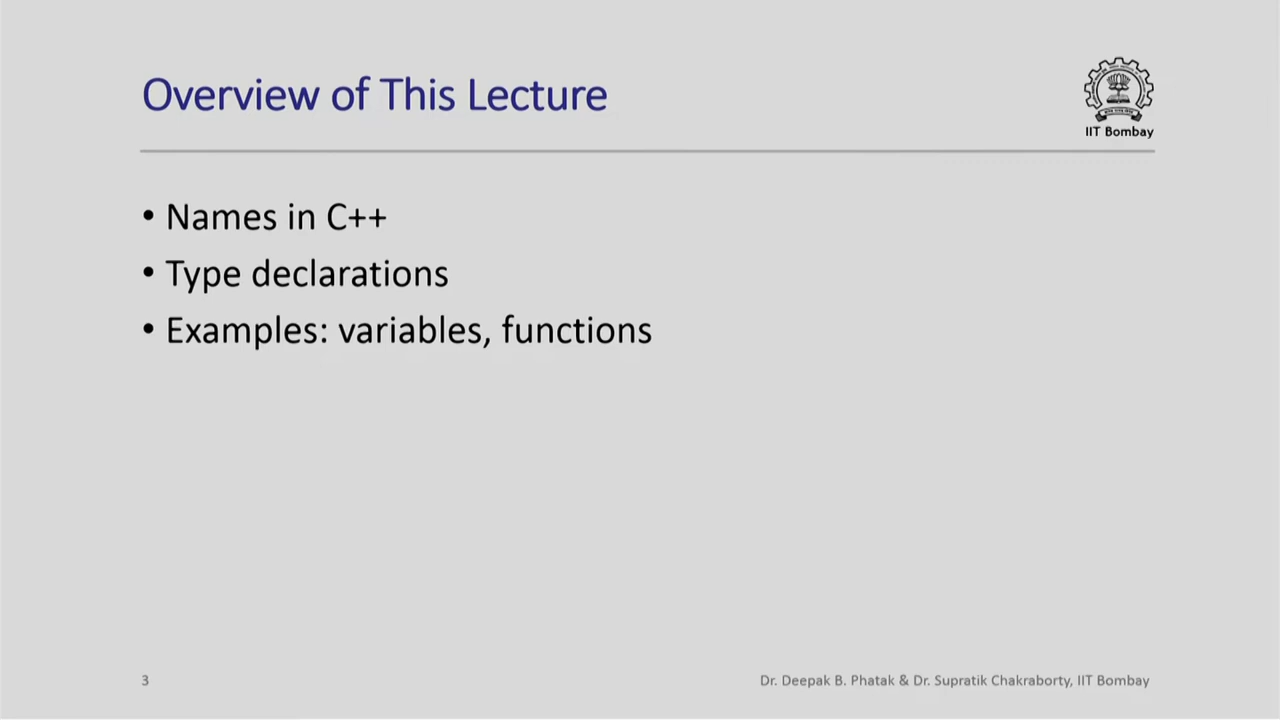 Overview of This Lecture
IIT Bombay
• Names in C++
• Type declarations
• Examples: variables, functions
3
Dr. Deepak B. Phatak & Dr. Supratik Chakraborty, IIT Bombay